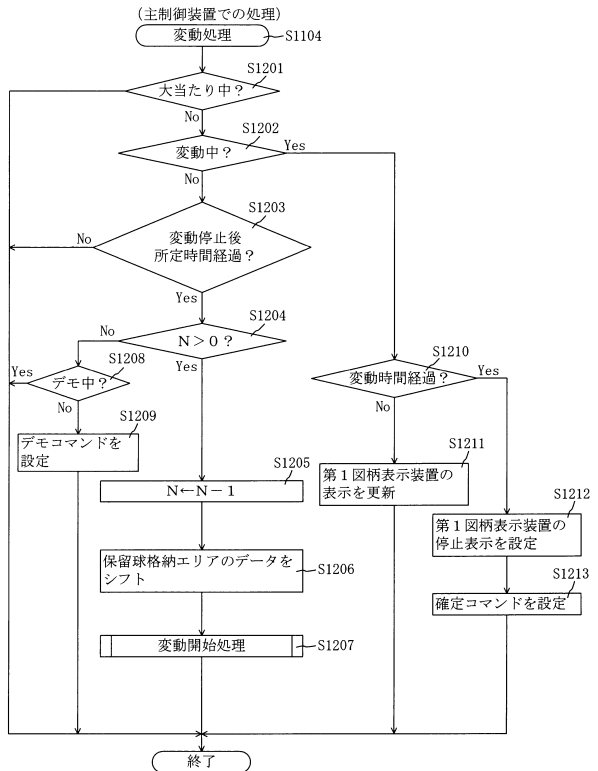 (主制御装置での処理)
変動処理
S1104
S1201
大当たり中?
No
S1202
変動中?
Yes
No
S1203
変動停止後
所定時間経過?
No
Yes
S1204
N>0?
No
Yes
S1208
デモ中?
Yes
No
S1209
デモコマンドを
設定
S1210
変動時間経過?
Yes
No
S1205
N←N-1
S1211
第1図柄表示装置の
表示を更新
S1212
第1図柄表示装置の
停止表示を設定
保留球格納エリアのデータを
シフト
S1206
S1213
確定コマンドを設定
変動開始処理
S1207
終了